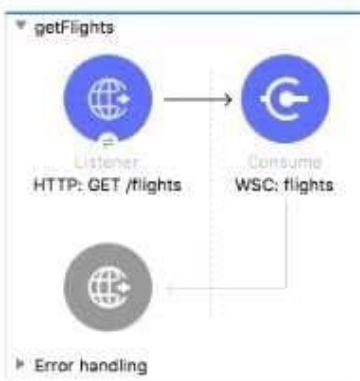 getFlights
Listener
Consume
HTTP: GET /flights
WSC: flights
Error handling